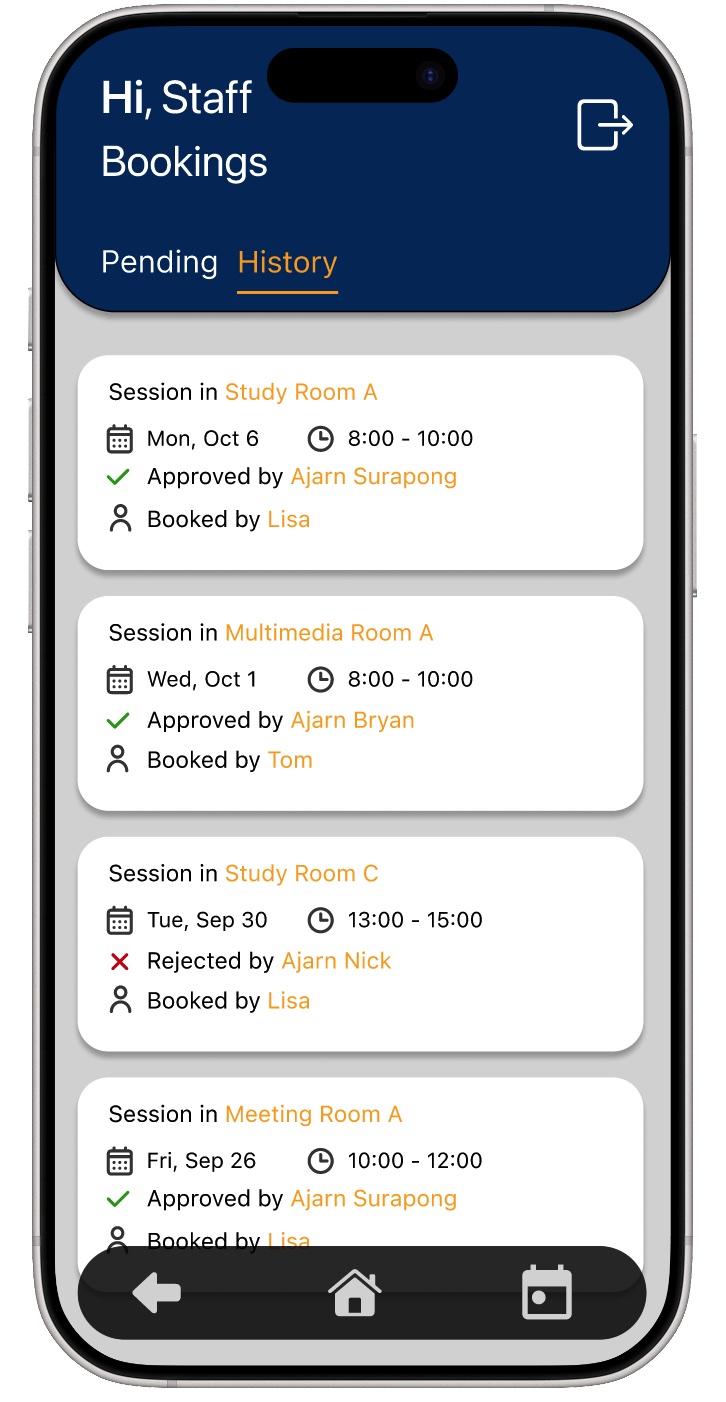 Hi, Staff
Bookings
Pending History
Session in Study Room A
Mon, Oct 6 8:00 - 10:00
Approved by Ajarn Surapong
Booked by Lisa
Session in Multimedia Room A
Wed, Oct 1 8:00 - 10:00
Approved by Ajarn Bryan
Booked by Tom
Session in Study Room C
Tue, Sep 30 13:00 - 15:00
Rejected by Ajarn Nick
Booked by Lisa
Session in Meeting Room A
Fri, Sep 26 10:00 - 12:00
Approved by Ajarn Surapong
Booked by Lisa